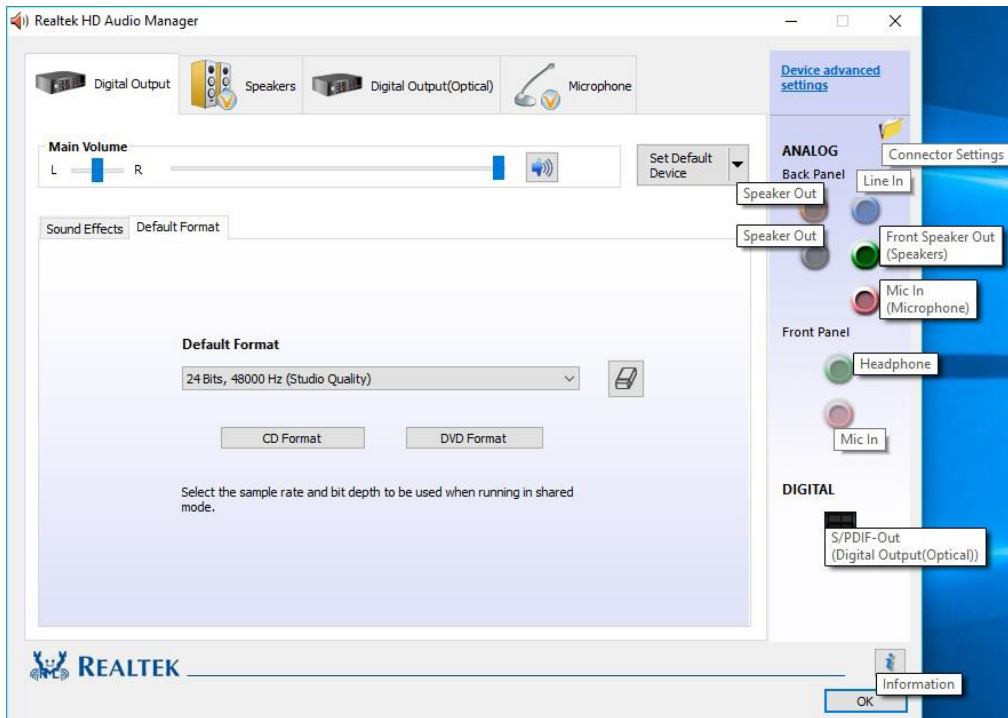 Realtek HD Audio Manager
Digital Output
Speakers
Digital Output(Optical)
Microphone
Device advanced
settings
Main Volume
L
R
Set Default
Device
ANALOG
Connector Settings
Back Panel
Line In
Speaker Out
Sound Effects
Default Format
Speaker Out
Front Speaker Out
(Speakers)
Mic In
(Microphone)
Front Panel
Default Format
Headphone
24 Bits, 48000 Hz (Studio Quality)
CD Format
DVD Format
Mic In
Select the sample rate and bit depth to be used when running in shared
mode.
DIGITAL
S/PDIF-Out
(Digital Output(Optical))
REALTEK
Information
OK